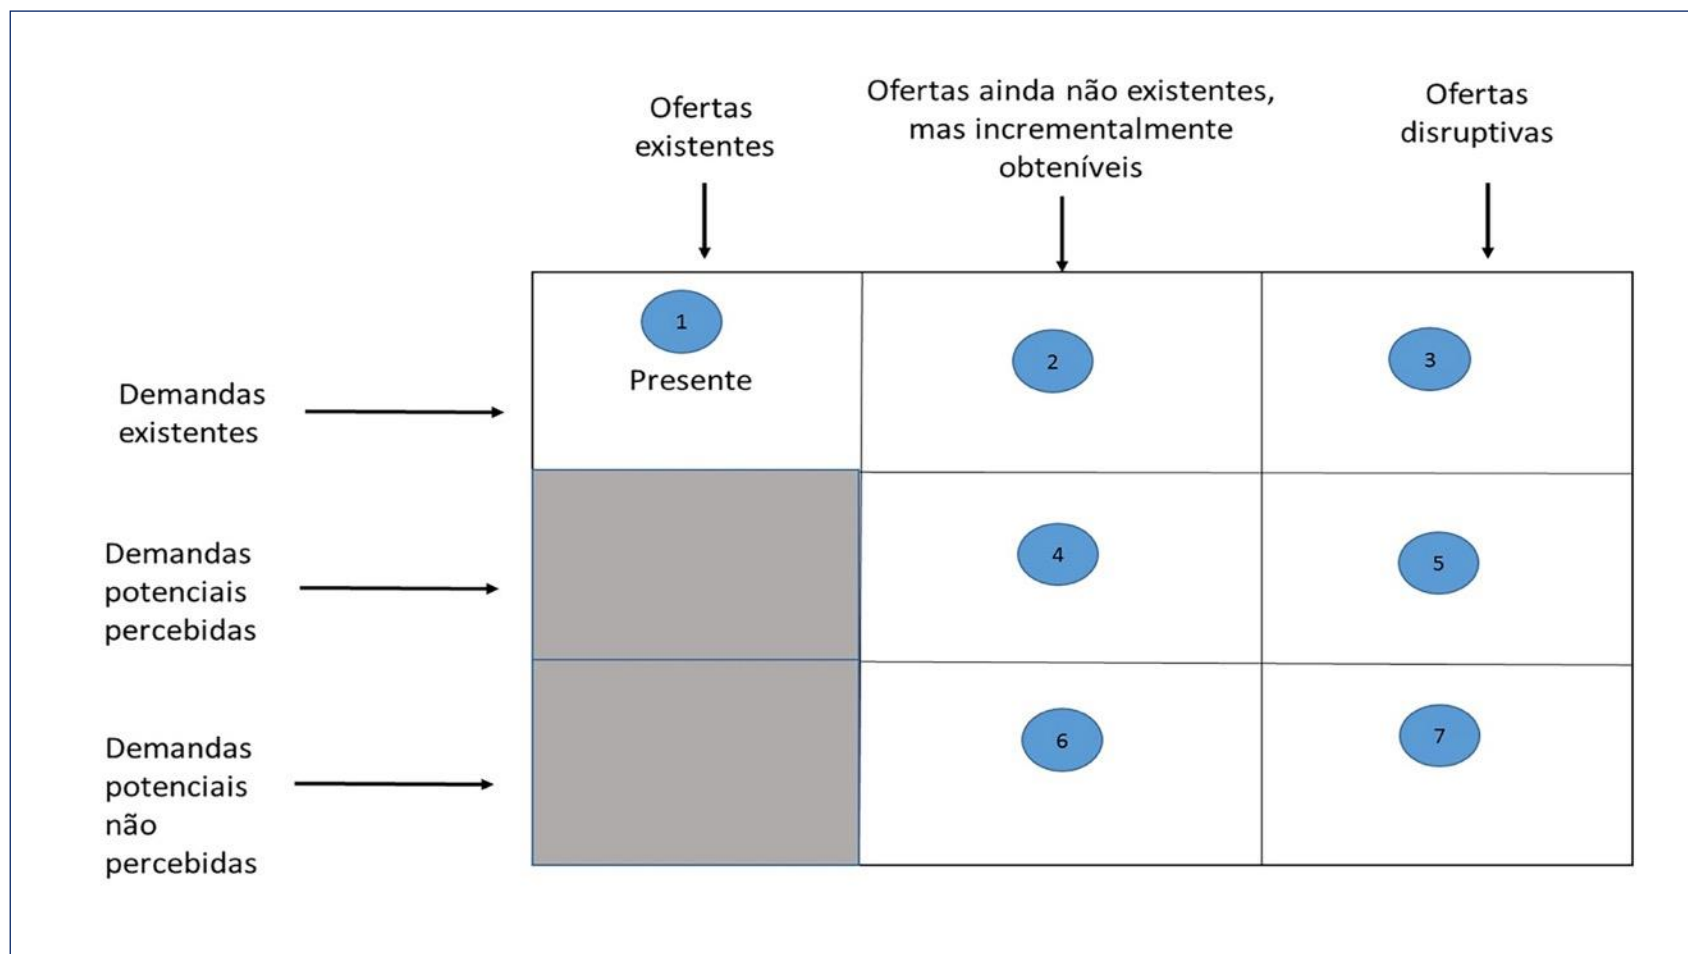 Ofertas
existentes
Ofertas ainda não existentes,
mas incrementalmente
obteníveis
Ofertas
disruptivas
1
Presente
2
3
Demandas
existentes
4
5
Demandas
potenciais
percebidas
6
7
Demandas
potenciais
não
percebidas